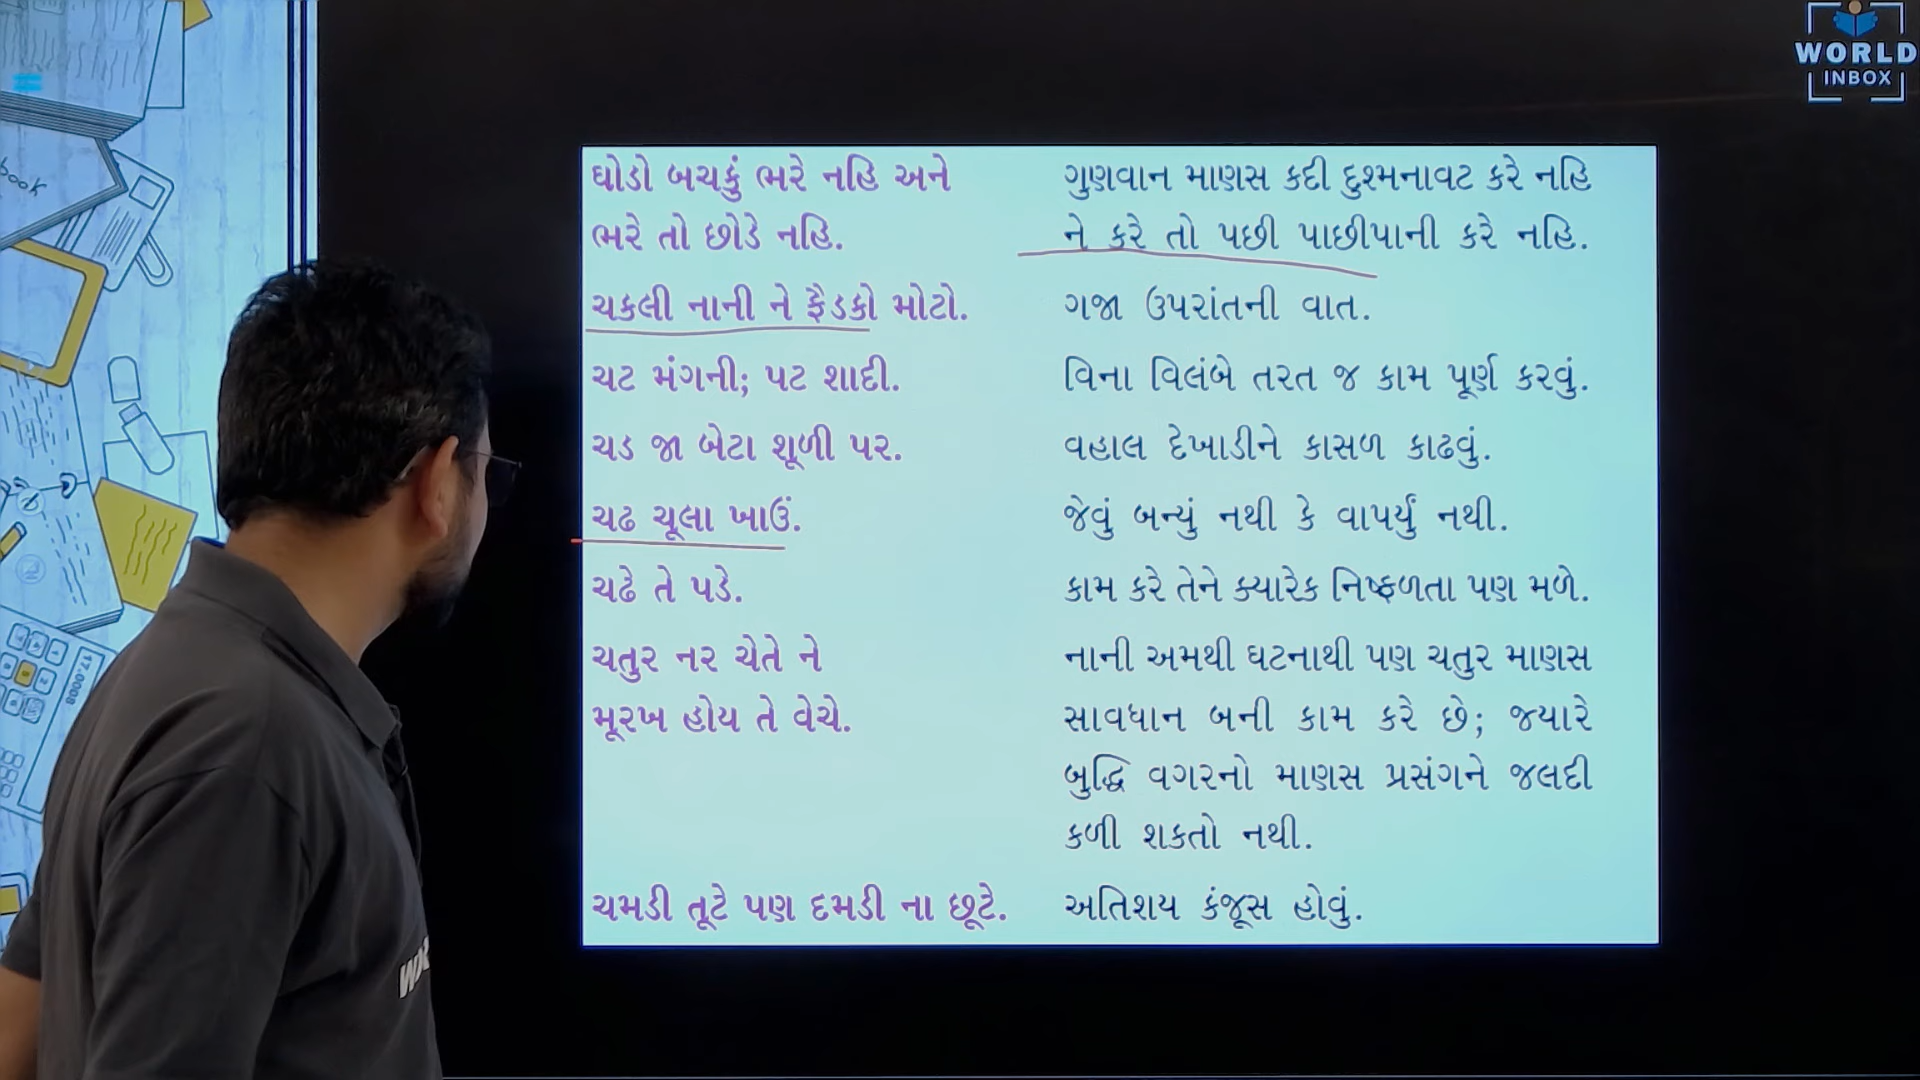 WORLD
INBOX
ઘોડો બચકું ભરે નહિ અને
ભરે તો છોડે નહિ.
ગુણવાન માણસ કદી દુશ્મનાવટ કરે નહિ
ને કરે તો પછી પાછીપાની કરે નહિ.
ચકલી નાની ને ફૈડકો મોટો.
ગજા ઉપરાંતની વાત.
ચટ મંગની; પટ શાદી.
વિના વિલંબે તરત જ કામ પૂર્ણ કરવું.
ચડ જા બેટા શૂળી પર.
વહાલ દેખાડીને કાસળ કાઢવું.
ચઢ ચૂલા ખાઉં.
જેવું બન્યું નથી કે વાપર્યું નથી.
ચઢે તે પડે.
કામ કરે તેને ક્યારેક નિષ્ફળતા પણ મળે.
ચતુર નર ચેતે ને
મૂરખ હોય તે વેચે.
નાની અમથી ઘટનાથી પણ ચતુર માણસ
સાવધાન બની કામ કરે છે; જ્યારે
બુદ્ધિ વગરનો માણસ પ્રસંગને જલદી
કળી શકતો નથી.
ચમડી તૂટે પણ દમડી ના છૂટે.
અતિશય કંજૂસ હોવું.
book